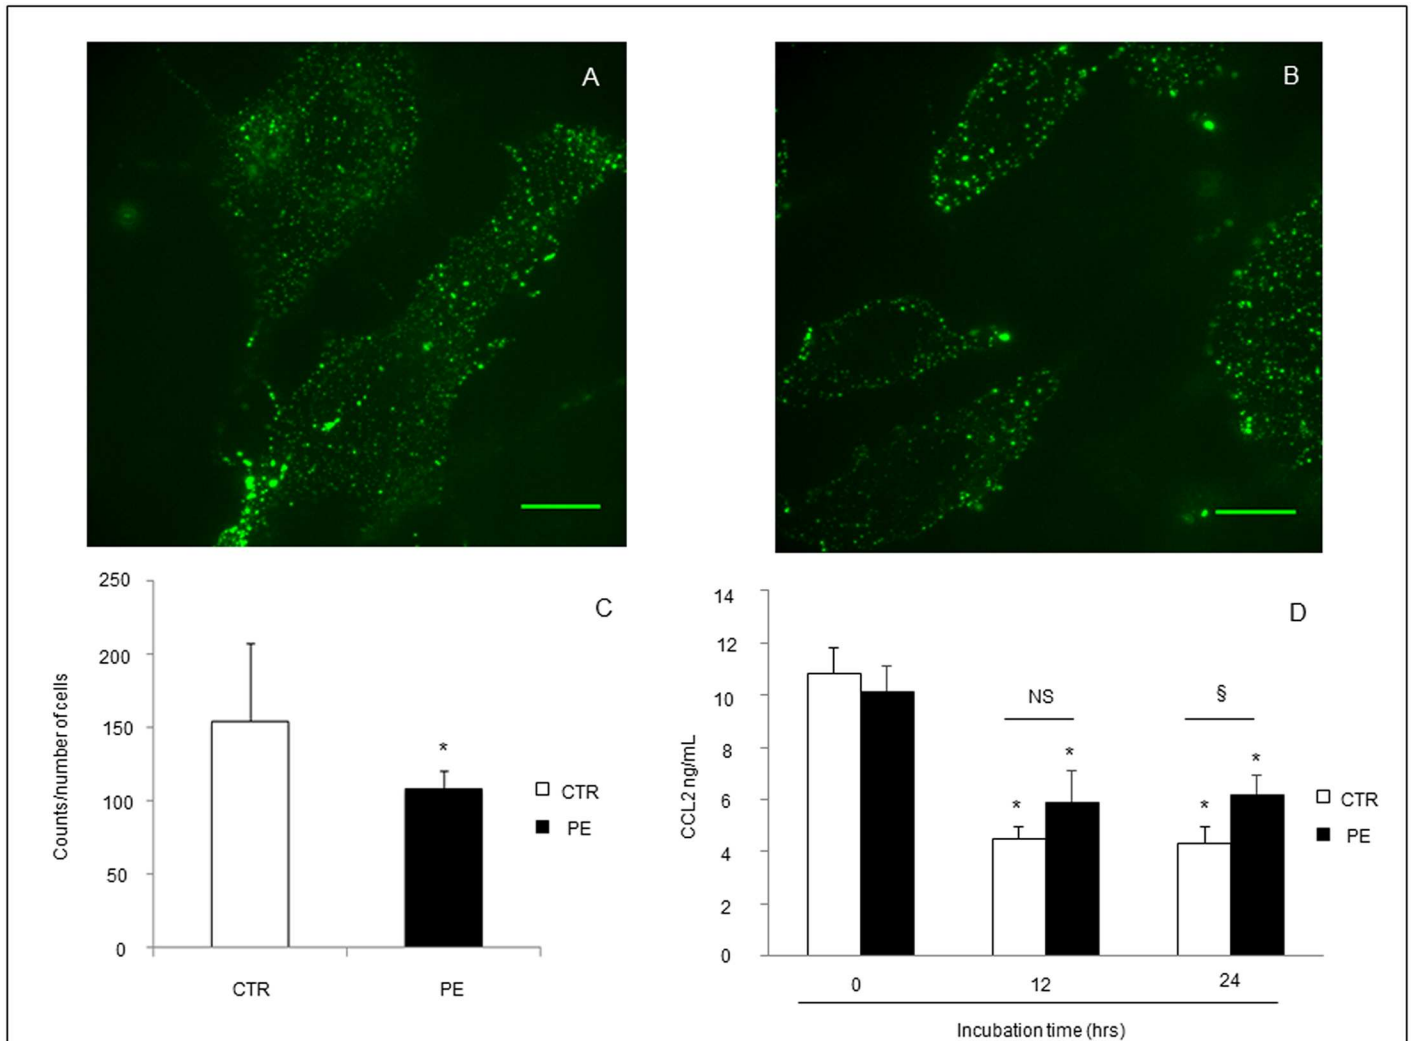 A
B
250
200
150
100
50
0
Counts/number of cells
C
*
CTR
PE
CTR
PE
14
12
10
8
6
4
2
0
CCL2 ng/mL
D
NS
§
*
*
*
*
CTR
PE
0
12
24
Incubation time (hrs)